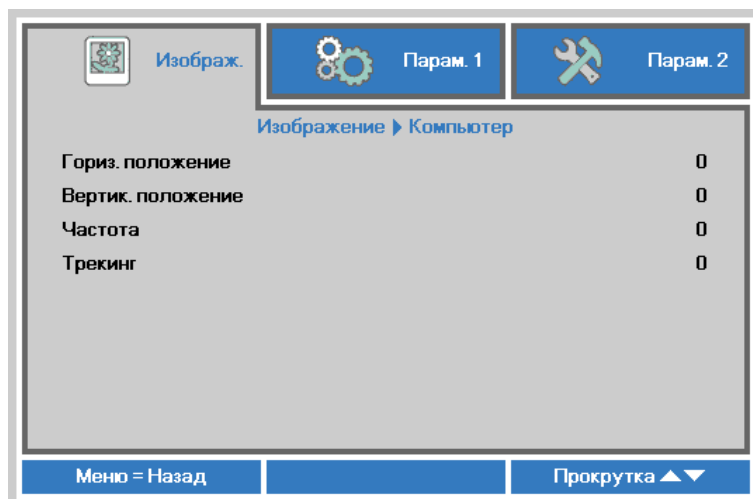 Изображ. Парам. 1 Парам. 2
Изображение Компьютер
Гориз. положение 0
Вертик. положение 0
Частота 0
Трекинг 0
Меню = Назад Прокрутка